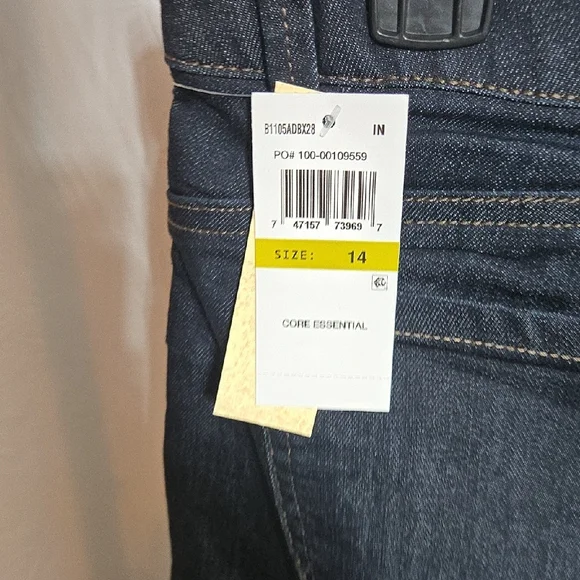 B1105ADBX28 IN
PO# 100-00109559
7 47157 73969 7
SIZE: 14
CORE ESSENTIAL